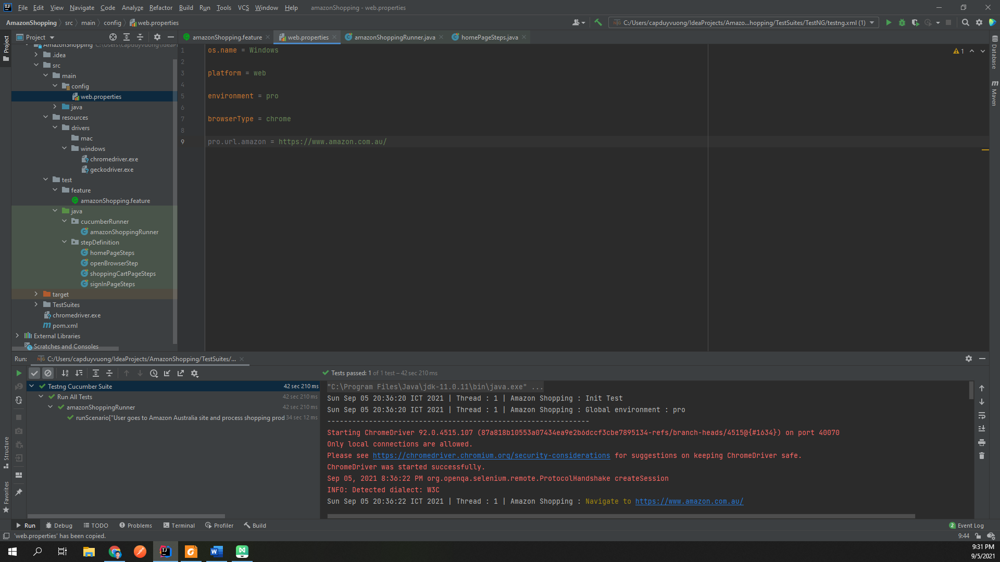 File Edit View Navigate Code Analyze Refactor Build Run Tools VCS Window Help amazonShopping - web.properties
AmazonShopping src main config web.properties
C:/Users/capduyvuong/IdeaProjects/Amazo...hopping/TestSuites/TestNG/testng.xml (1)
Project
amazonShopping.feature web.properties amazonShoppingRunner.java homePageSteps.java
AmazonShopping
.idea
src
main
config
web.properties
java
resources
drivers
mac
windows
chromedriver.exe
geckodriver.exe
test
feature
amazonShopping.feature
java
cucumberRunner
amazonShoppingRunner
stepDefinition
homePageSteps
openBrowserStep
shoppingCartPageSteps
signInPageSteps
target
TestSuites
chromedriver.exe
pom.xml
External Libraries
Scratches and Consoles
1 os.name = Windows
2
3 platform = web
4
5 environment = pro
6
7 browserType = chrome
8
9 pro.url.amazon = https://www.amazon.com.au/
1
Project
Structure
Favorites
Database
Maven
Run: C:/Users/capduyvuong/IdeaProjects/AmazonShopping/TestSuites/...
Tests passed: 1 of 1 test – 42 sec 210 ms
Testng Cucumber Suite 42 sec 210 ms
Run All Tests 42 sec 210 ms
amazonShoppingRunner 42 sec 210 ms
runScenario["User goes to Amazon Australia site and process shopping prod 34 sec 12 ms
"C:\Program Files\Java\jdk-11.0.11\bin\java.exe" ...
Sun Sep 05 20:36:20 ICT 2021 | Thread : 1 | Amazon Shopping : Init Test
Sun Sep 05 20:36:20 ICT 2021 | Thread : 1 | Amazon Shopping : Global environment : pro
---------------------------------------------------------------
Starting ChromeDriver 92.0.4515.107 (87a818b10553a07434ea9e2b6dccf3cbe7895134-refs/branch-heads/4515@{#1634}) on port 40070
Only local connections are allowed.
Please see https://chromedriver.chromium.org/security-considerations for suggestions on keeping ChromeDriver safe.
ChromeDriver was started successfully.
Sep 05, 2021 8:36:22 PM org.openqa.selenium.remote.ProtocolHandshake createSession
INFO: Detected dialect: W3C
Sun Sep 05 20:36:22 ICT 2021 | Thread : 1 | Amazon Shopping : Navigate to https://www.amazon.com.au/
Run Debug TODO Problems Terminal Profiler Build 2 Event Log
'web.properties' has been copied. 9:44
9:31 PM
9/5/2021